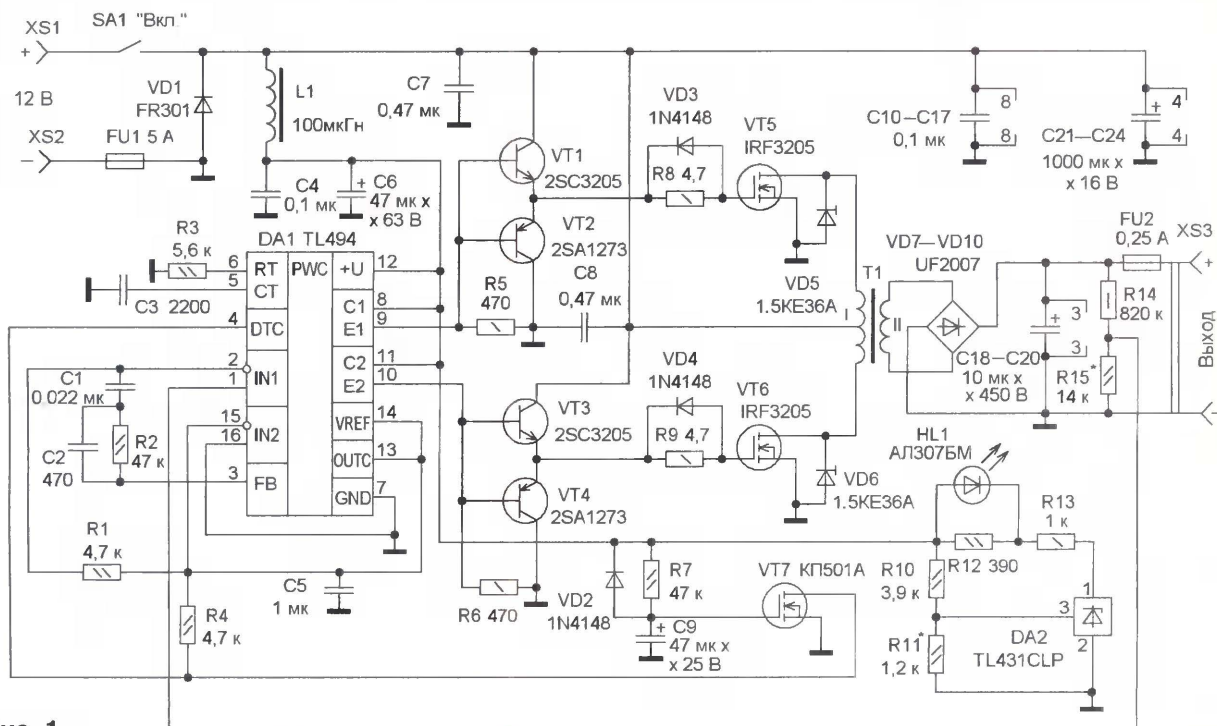 XS1
SA1 "Вкл."
+
12 В
VD1
FR301
XS2
FU1 5 А
–
L1
100мкГн
C7
0,47 мк
C4
0,1 мк
+
C6
47 мк х
х 63 В
VT1
2SC3205
VT2
2SA1273
VD3
1N4148
R8 4,7
VT5
IRF3205
VD5
1.5KE36A
C10—C17
0,1 мк
8
8
+
4
4
C21—C24
1000 мк х
х 16 В
R3
5,6 к
C3 2200
DA1 TL494
6
RT
PWC
+U
12
5
CT
C1
8
E1
9
4
DTC
C2
11
E2
10
2
IN1
1
15
IN2
16
VREF
14
OUTC
13
3
FB
GND
7
C1
0,022 мк
R2
47 к
C2
470
R1
4,7 к
R4
4,7 к
C5
1 мк
R5
470
C8
0,47 мк
VT3
2SC3205
VT4
2SA1273
R6 470
VD4
1N4148
R9 4,7
VT6
IRF3205
VD6
1.5KE36A
T1
I
II
VD7—VD10
UF2007
FU2
0,25 А
XS3
+
R14
820 к
+
3
3
C18—C20
10 мк х
х 450 В
R15*
14 к
Выход
–
HL1
АЛ307БМ
R13
1 к
R12 390
R10
3,9 к
R11*
1,2 к
1
3
2
DA2
TL431CLP
VD2
1N4148
R7
47 к
+
C9
47 мк х
х 25 В
VT7 КП501А